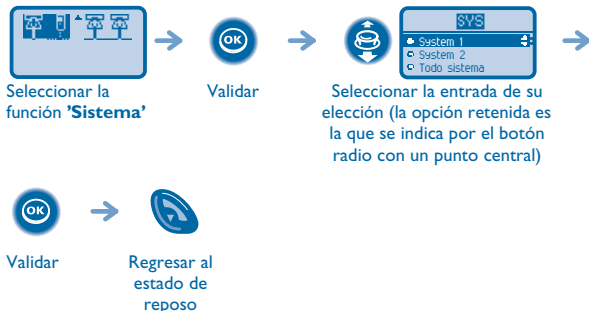 OK
SYS
System 1
System 2
Todo sistema
Seleccionar la
función 'Sistema'
Validar
Seleccionar la entrada de su
elección (la opción retenida es
la que se indica por el botón
radio con un punto central)
OK
Validar
Regresar al
estado de
reposo